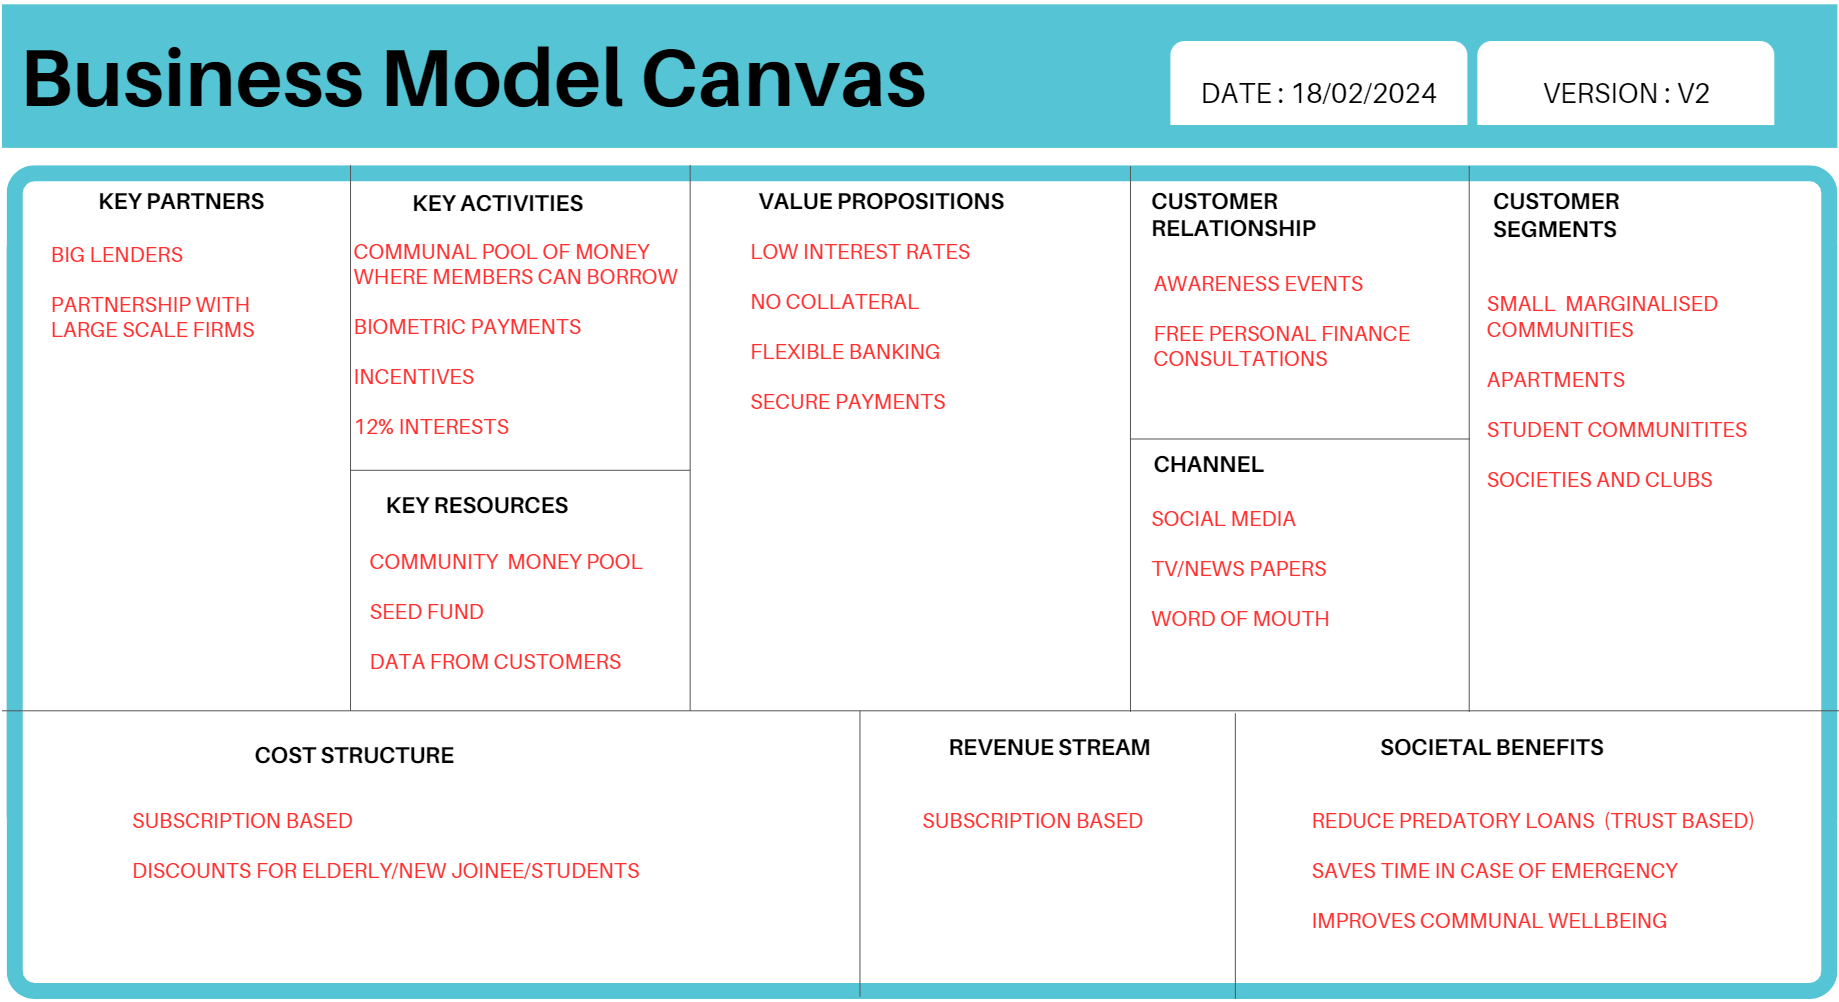 Business Model Canvas
DATE : 18/02/2024
VERSION : V2
KEY PARTNERS
BIG LENDERS
PARTNERSHIP WITH
LARGE SCALE FIRMS
KEY ACTIVITIES
COMMUNAL POOL OF MONEY
WHERE MEMBERS CAN BORROW
BIOMETRIC PAYMENTS
INCENTIVES
12% INTERESTS
KEY RESOURCES
COMMUNITY MONEY POOL
SEED FUND
DATA FROM CUSTOMERS
VALUE PROPOSITIONS
LOW INTEREST RATES
NO COLLATERAL
FLEXIBLE BANKING
SECURE PAYMENTS
CUSTOMER
RELATIONSHIP
AWARENESS EVENTS
FREE PERSONAL FINANCE
CONSULTATIONS
CHANNEL
SOCIAL MEDIA
TV/NEWS PAPERS
WORD OF MOUTH
CUSTOMER
SEGMENTS
SMALL MARGINALISED
COMMUNITIES
APARTMENTS
STUDENT COMMUNITITES
SOCIETIES AND CLUBS
COST STRUCTURE
SUBSCRIPTION BASED
DISCOUNTS FOR ELDERLY/NEW JOINEE/STUDENTS
REVENUE STREAM
SUBSCRIPTION BASED
SOCIETAL BENEFITS
REDUCE PREDATORY LOANS (TRUST BASED)
SAVES TIME IN CASE OF EMERGENCY
IMPROVES COMMUNAL WELLBEING